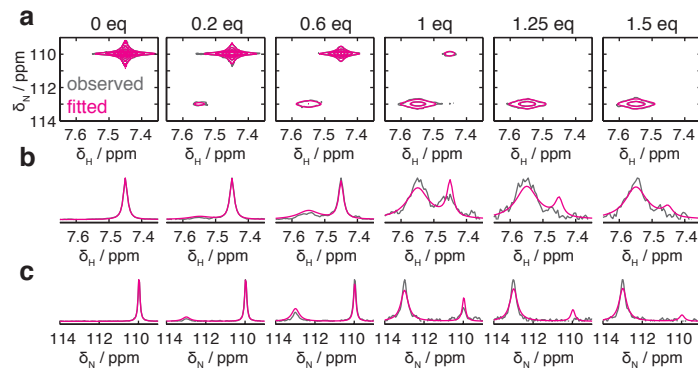 a
0 eq 0.2 eq 0.6 eq 1 eq 1.25 eq 1.5 eq
δN / ppm
110
112
114
observed
fitted
7.6 7.5 7.4 7.6 7.5 7.4 7.6 7.5 7.4 7.6 7.5 7.4 7.6 7.5 7.4 7.6 7.5 7.4
δH / ppm δH / ppm δH / ppm δH / ppm δH / ppm δH / ppm
b
7.6 7.5 7.4 7.6 7.5 7.4 7.6 7.5 7.4 7.6 7.5 7.4 7.6 7.5 7.4 7.6 7.5 7.4
δH / ppm δH / ppm δH / ppm δH / ppm δH / ppm δH / ppm
c
114 112 110 114 112 110 114 112 110 114 112 110 114 112 110 114 112 110
δN / ppm δN / ppm δN / ppm δN / ppm δN / ppm δN / ppm